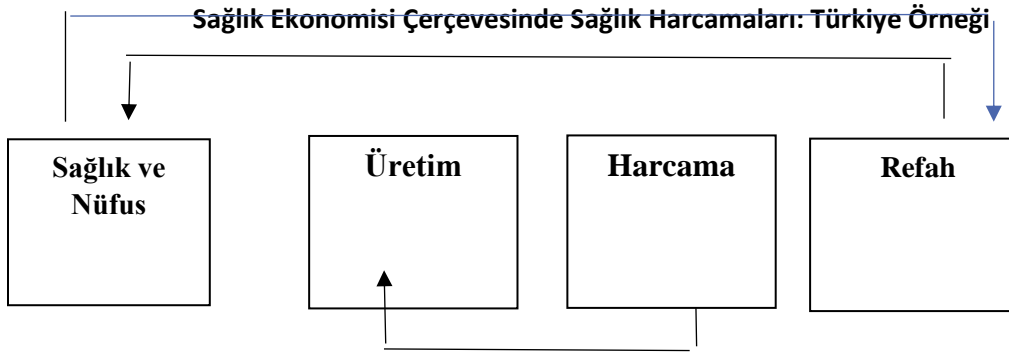 Sağlık Ekonomisi Çerçevesinde Sağlık Harcamaları: Türkiye Örneği
Sağlık ve
Nüfus
Üretim
Harcama
Refah